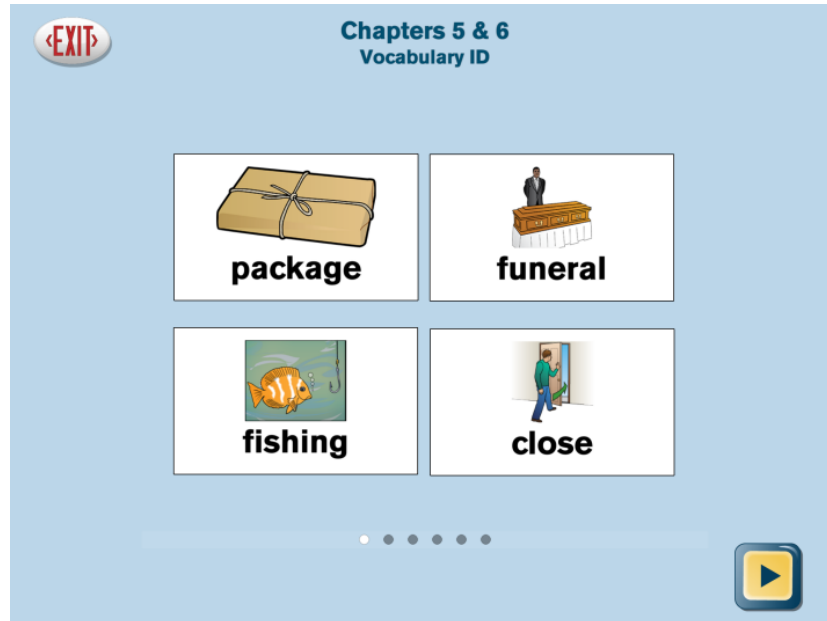 ‹EXIT›
Chapters 5 & 6
Vocabulary ID
package
funeral
fishing
close